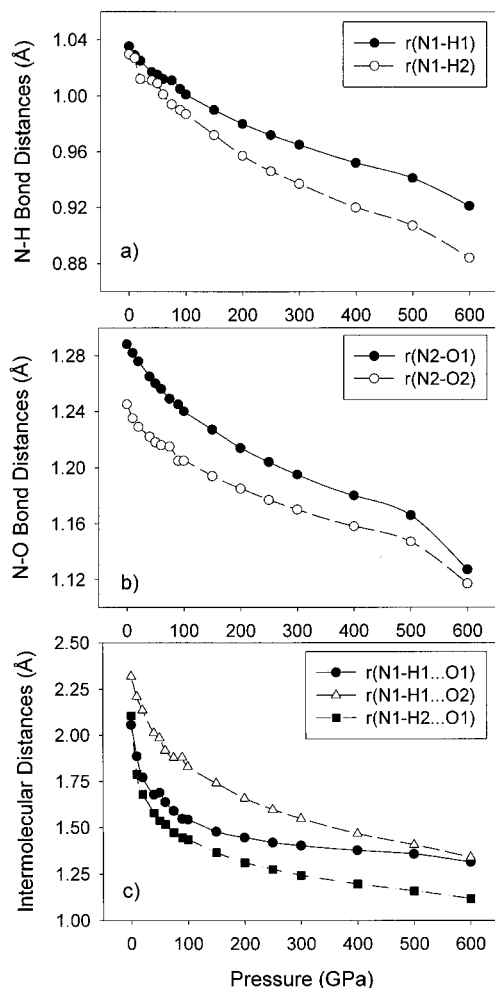 1.04
1.00
0.96
0.92
0.88
N-H Bond Distances (Å)
r(N1-H1)
r(N1-H2)
a)
0 100 200 300 400 500 600
1.28
1.24
1.20
1.16
1.12
N-O Bond Distances (Å)
r(N2-O1)
r(N2-O2)
b)
0 100 200 300 400 500 600
2.50
2.25
2.00
1.75
1.50
1.25
1.00
Intermolecular Distances (Å)
r(N1-H1...O1)
r(N1-H1...O2)
r(N1-H2...O1)
c)
0 100 200 300 400 500 600
Pressure (GPa)